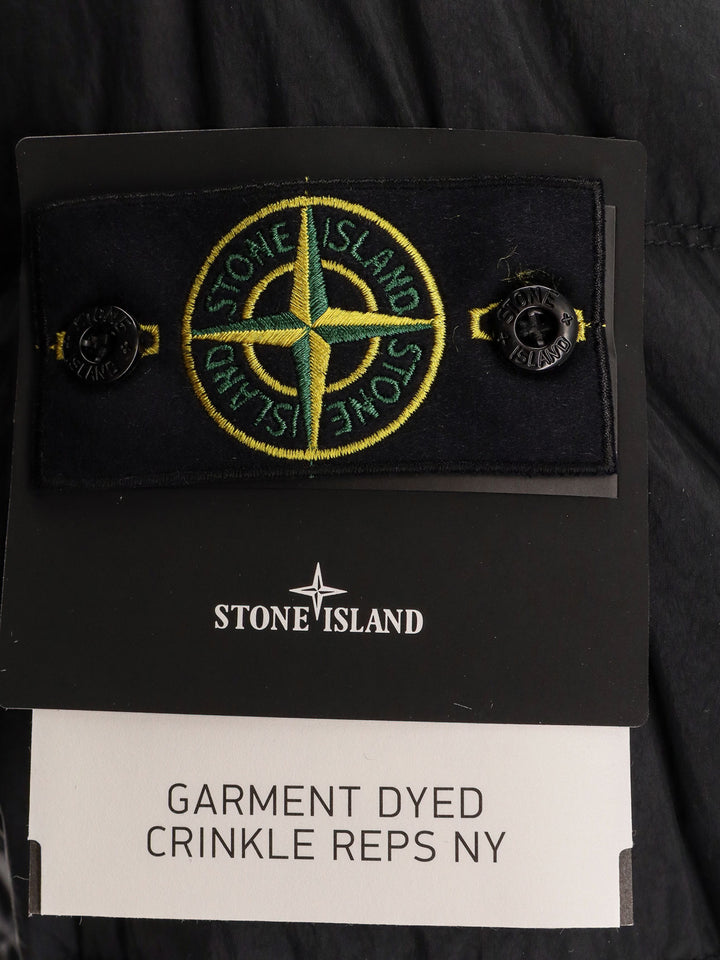 STONE ISLAND
STONE ISLAND
STONE
ISLAND
STONE
ISLAND
STONE ISLAND
GARMENT DYED
CRINKLE REPS NY